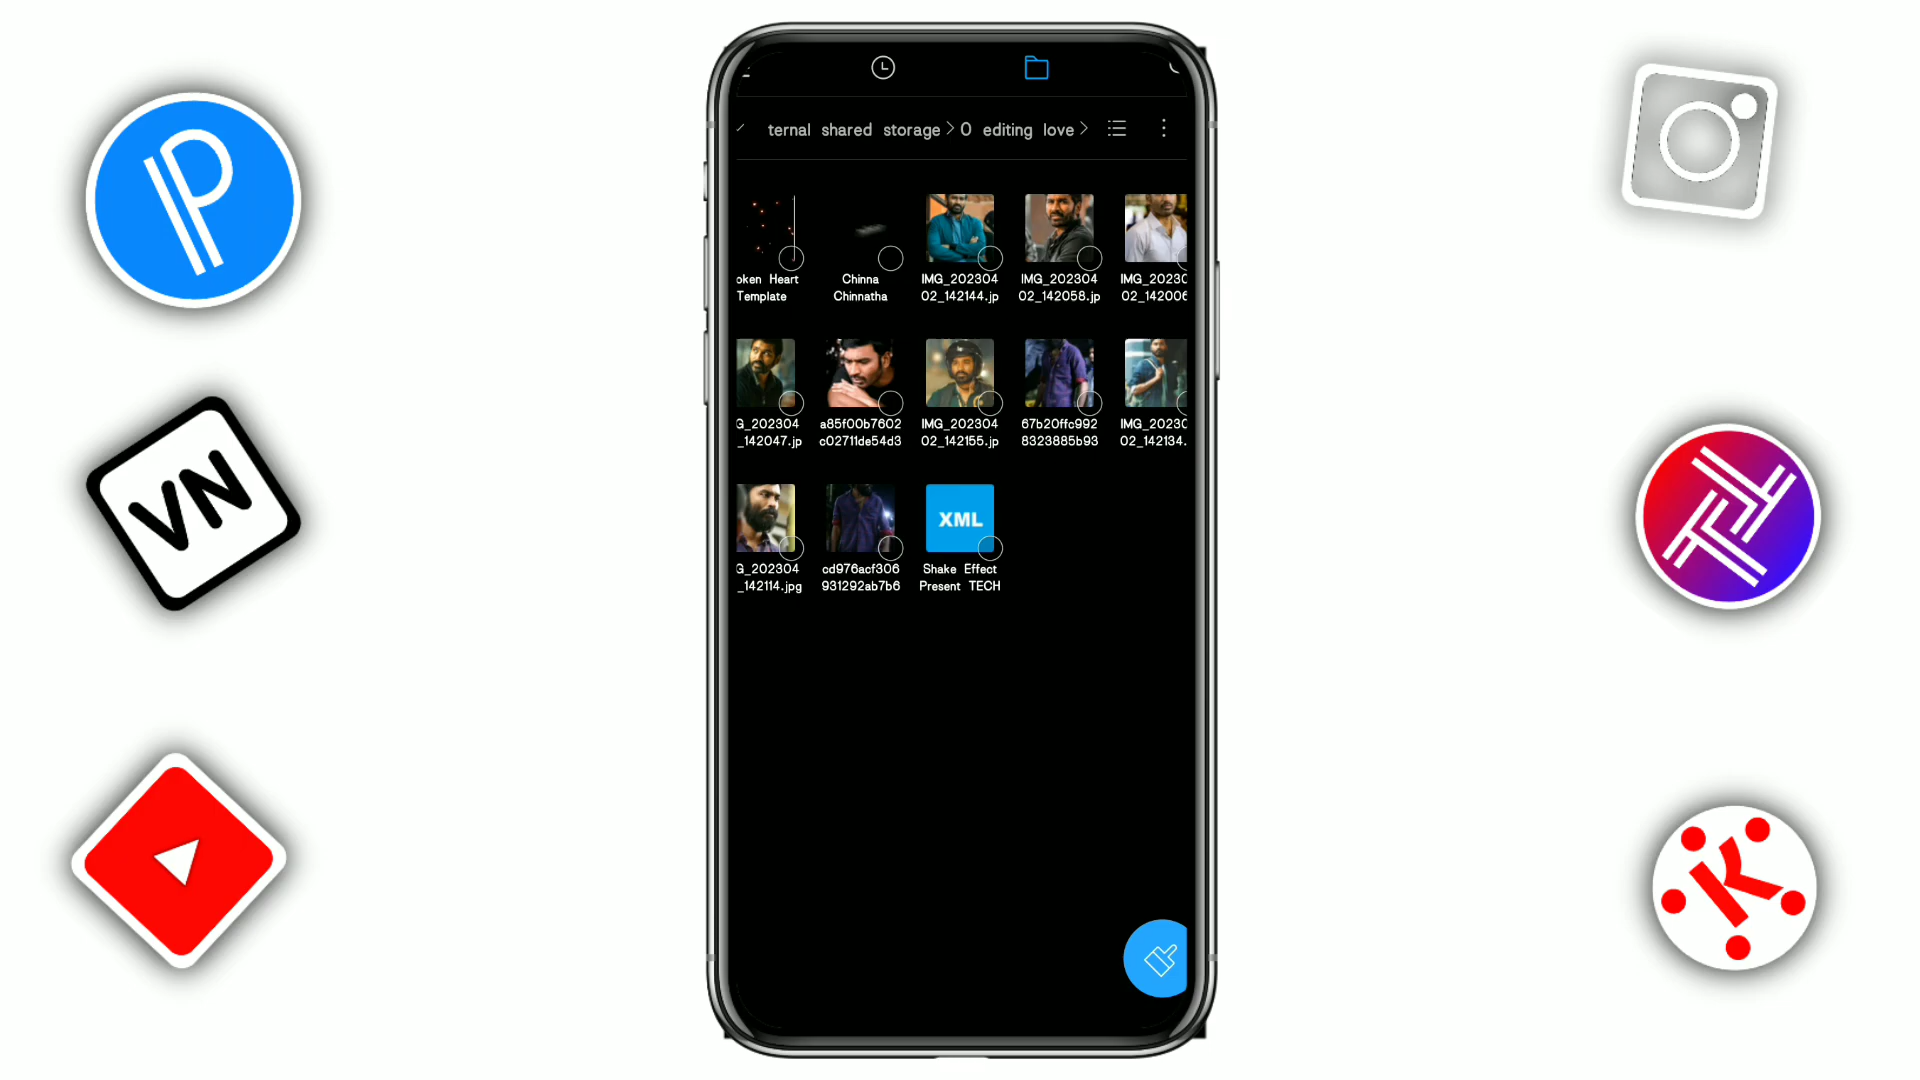 ternal shared storage > 0 editing love >
oken Heart
Template
Chinna
Chinnatha
IMG_202304
02_142144.jp
IMG_202304
02_142058.jp
IMG_2023C
02_142006
G_202304
_142047.jp
a85f00b7602
c02711de54d3
IMG_202304
02_142155.jp
67b20ffc992
8323885b93
IMG_2023C
02_142134.
XML
G_202304
_142114.jpg
cd976acf306
931292ab7b6
Shake Effect
Present TECH
VN